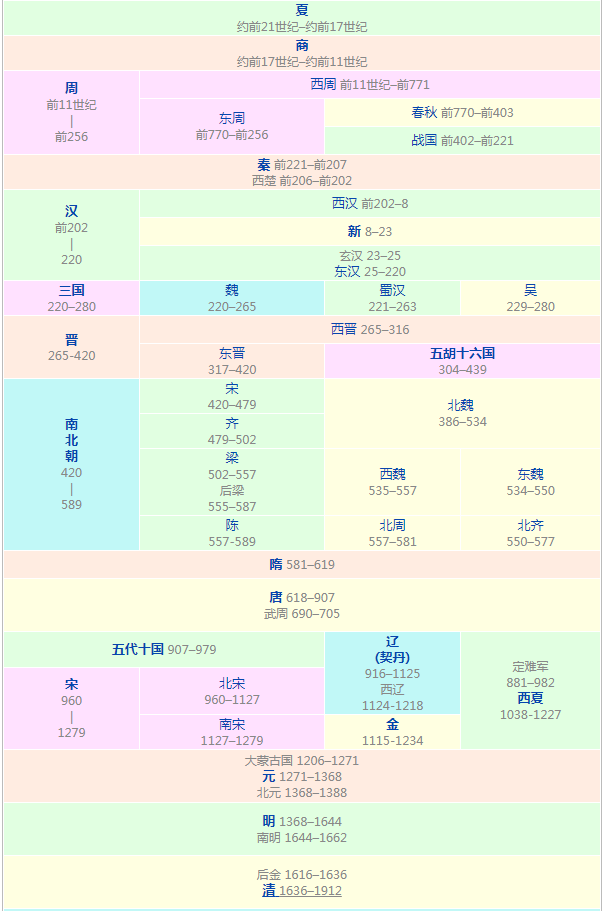 夏
约前21世纪–约前17世纪
商
约前17世纪–约前11世纪
周
前11世纪
|
前256
西周 前11世纪–前771
东周
前770–前256
春秋 前770–前403
战国 前402–前221
秦 前221–前207
西楚 前206–前202
汉
前202
|
220
西汉 前202–8
新 8–23
玄汉 23–25
东汉 25–220
三国
220–280
魏
220–265
蜀汉
221–263
吴
229–280
晋
265-420
西晋 265–316
东晋
317–420
五胡十六国
304–439
南
北
朝
420
|
589
宋
420–479
齐
479–502
北魏
386–534
梁
502–557
后梁
555–587
陈
557-589
西魏
535–557
北周
557–581
东魏
534–550
北齐
550–577
隋 581–619
唐 618–907
武周 690–705
五代十国 907–979
辽
(契丹)
916–1125
西辽
1124-1218
定难军
881–982
西夏
1038-1227
宋
960
|
1279
北宋
960–1127
南宋
1127–1279
金
1115-1234
大蒙古国 1206–1271
元 1271–1368
北元 1368–1388
明 1368–1644
南明 1644–1662
后金 1616–1636
清 1636–1912